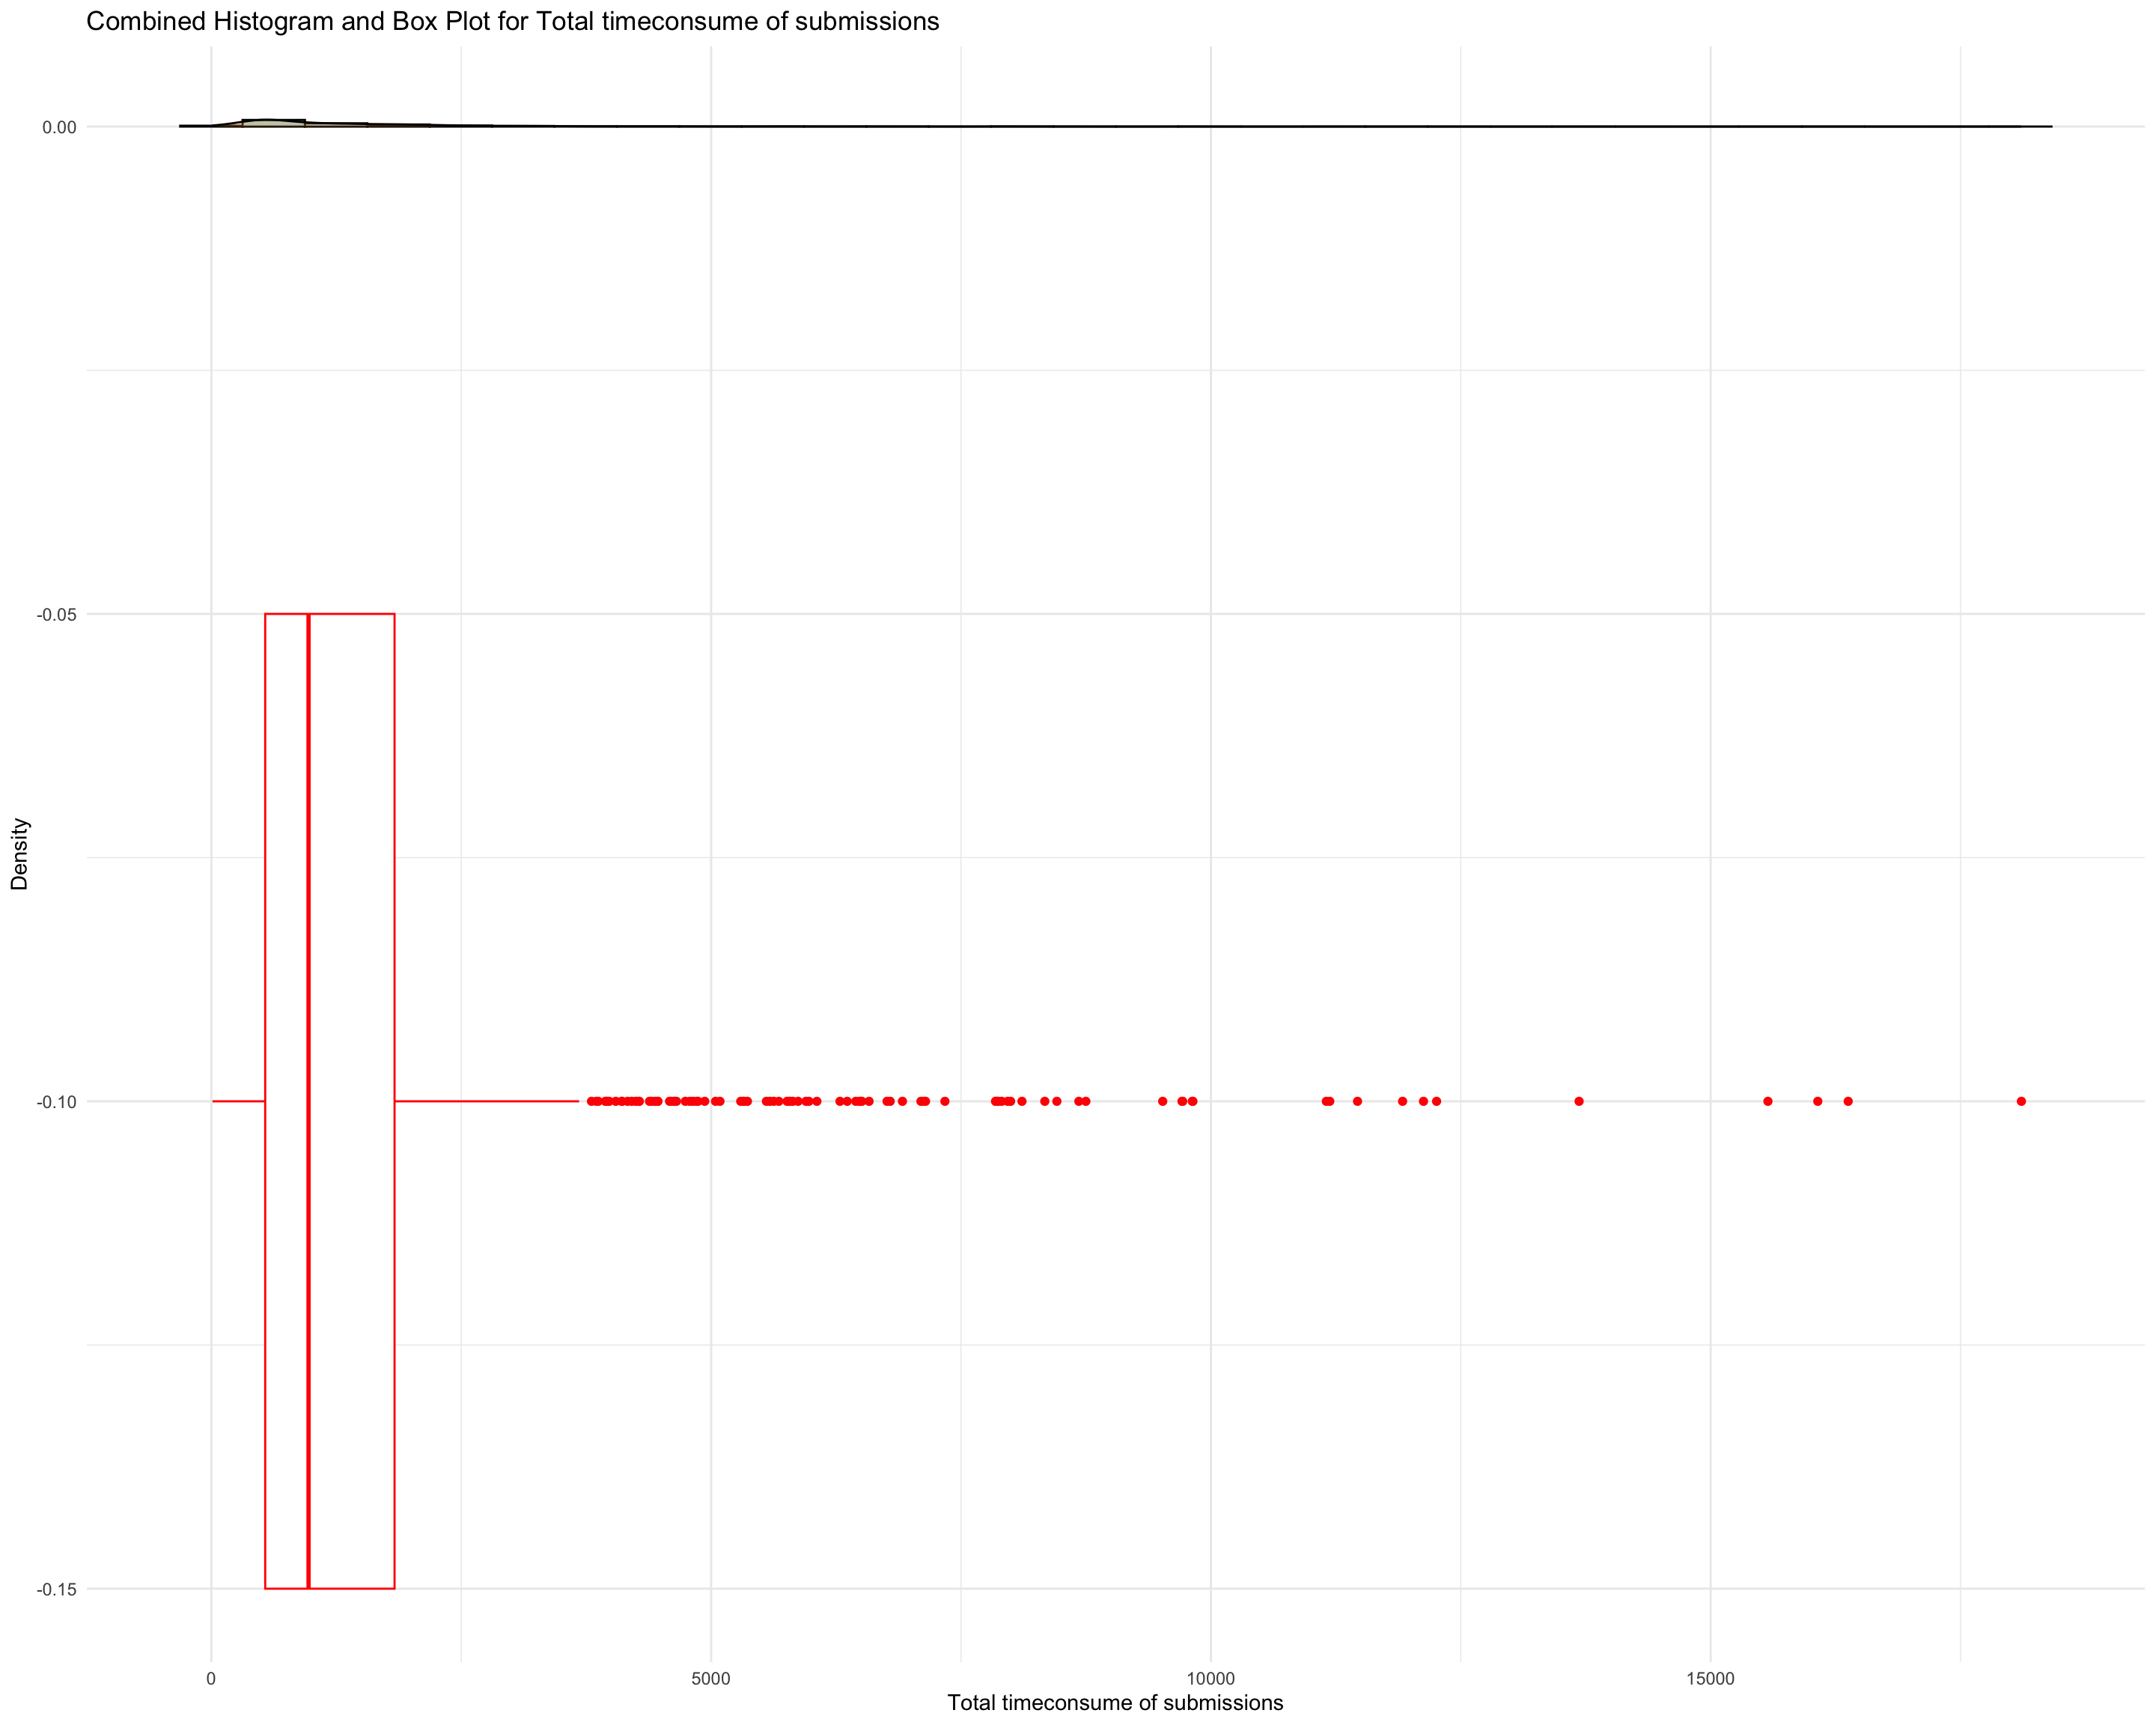 Combined Histogram and Box Plot for Total timeconsume of submissions
0.00
-0.05
-0.10
-0.15
Density
0
5000
10000
15000
Total timeconsume of submissions